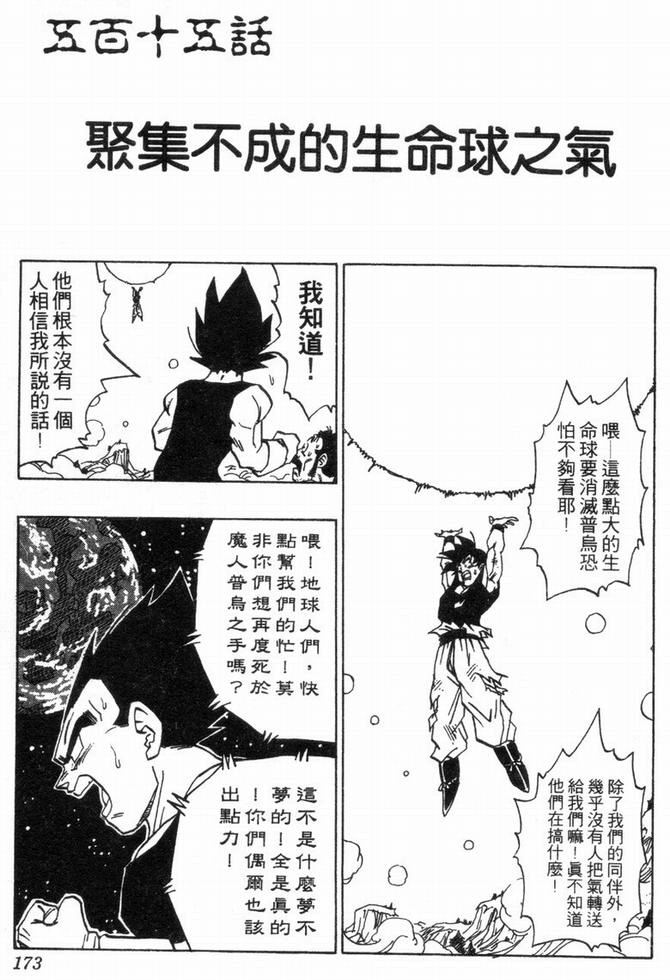 五百十五話
聚集不成的生命球之氣
喂─這麼點大的生
命球要消滅普烏恐
怕不夠看耶！
除了我們的同伴外，
幾乎沒有人把氣轉送
給我們嘛！真不知道
他們在搞什麼！
我知道！
他們根本沒有一個
人相信我所說的話！
喂！地球人們，快
點幫我們的忙！莫
非你們想再度死於
魔人普烏之手嗎？
這不是什麼夢不
夢的！全是真的
！你們偶爾也該
出點力！
173